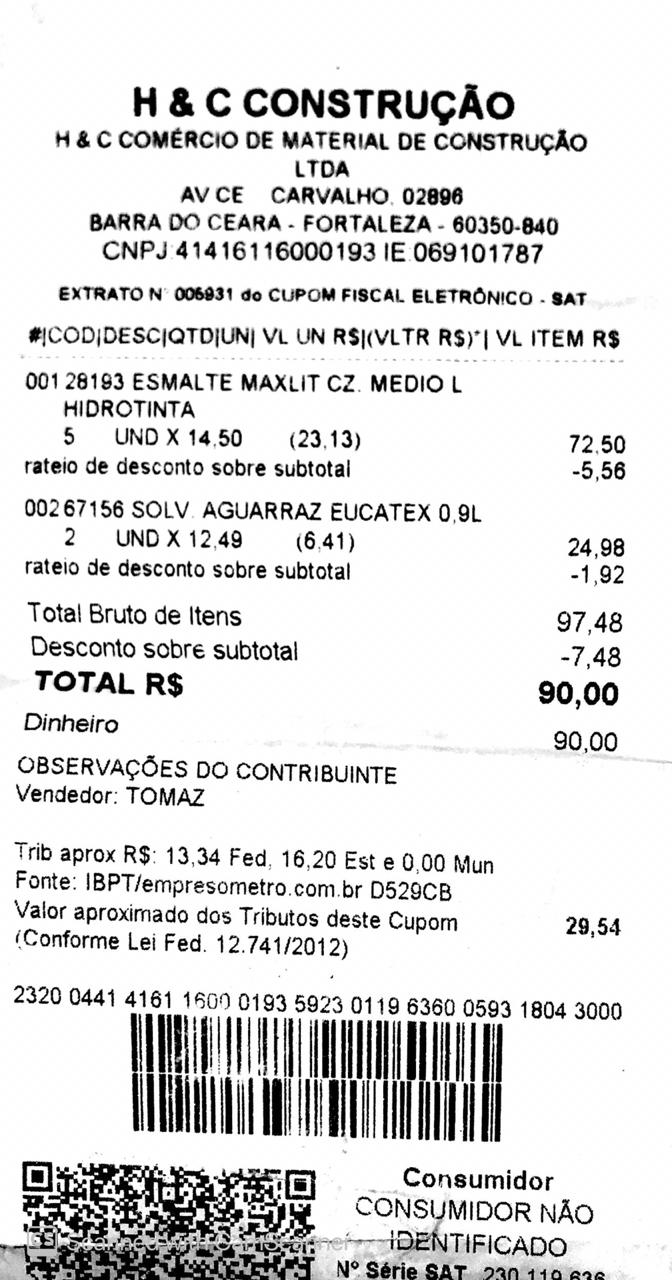 H & C CONSTRUÇÃO
H & C COMÉRCIO DE MATERIAL DE CONSTRUÇÃO
LTDA
AV CE CARVALHO, 02896
BARRA DO CEARA - FORTALEZA - 60350-840
CNPJ:41416116000193 IE:069101787
EXTRATO N° 005931 do CUPOM FISCAL ELETRÔNICO - SAT
#|COD|DESC|QTD|UN| VL UN R$|(VLTR R$)*| VL ITEM R$
001 28193 ESMALTE MAXLIT CZ. MEDIO L
HIDROTINTA
5 UND X 14,50 (23,13) 72,50
rateio de desconto sobre subtotal -5,56
002 67156 SOLV. AGUARRAZ EUCATEX 0,9L
2 UND X 12,49 (6,41) 24,98
rateio de desconto sobre subtotal -1,92
Total Bruto de Itens 97,48
Desconto sobre subtotal -7,48
TOTAL R$ 90,00
Dinheiro 90,00
OBSERVAÇÕES DO CONTRIBUINTE
Vendedor: TOMAZ
Trib aprox R$: 13,34 Fed, 16,20 Est e 0,00 Mun
Fonte: IBPT/empresometro.com.br D529CB
Valor aproximado dos Tributos deste Cupom 29,54
(Conforme Lei Fed. 12.741/2012)
2320 0441 4161 1600 0193 5923 0119 6360 0593 1804 3000
Consumidor
CONSUMIDOR NÃO
IDENTIFICADO
Nº Série SAT 230.119.636
CS Scanned with CamScanner